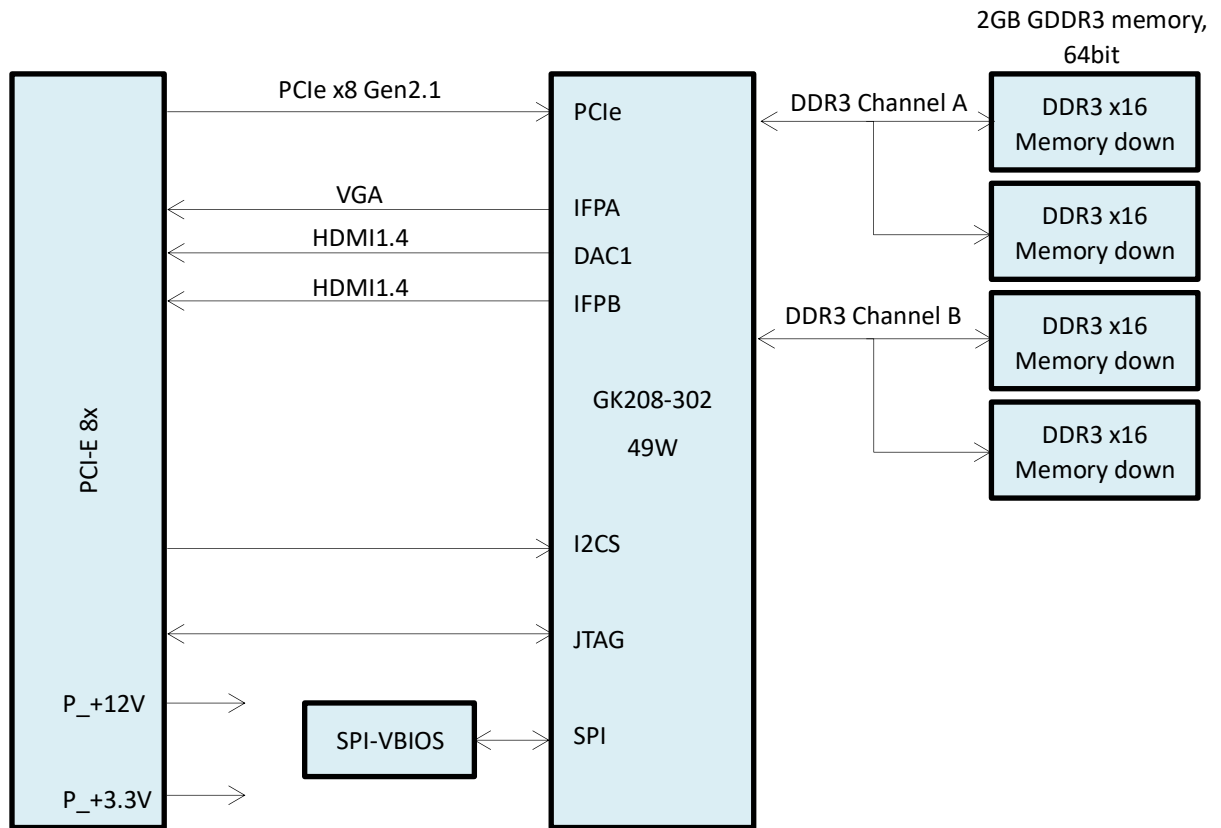 2GB GDDR3 memory,
64bit
PCI-E 8x
P_+12V
P_+3.3V
PCIe x8 Gen2.1
VGA
HDMI1.4
HDMI1.4
SPI-VBIOS
PCIe
IFPA
DAC1
IFPB
GK208-302
49W
I2CS
JTAG
SPI
DDR3 Channel A
DDR3 Channel B
DDR3 x16
Memory down
DDR3 x16
Memory down
DDR3 x16
Memory down
DDR3 x16
Memory down